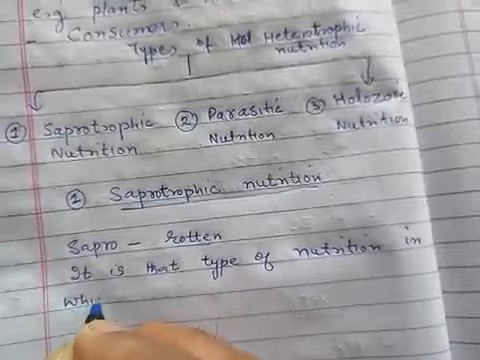 e.g plants
- Consumers.
Types of Hot Heterotrophic
nutrition
① Saprotrophic
Nutrition
② Parasitic
Nutrition
③ Holozoic
Nutrition
① Saprotrophic nutrition
Sapro - rotten
It is that type of nutrition in
Whi